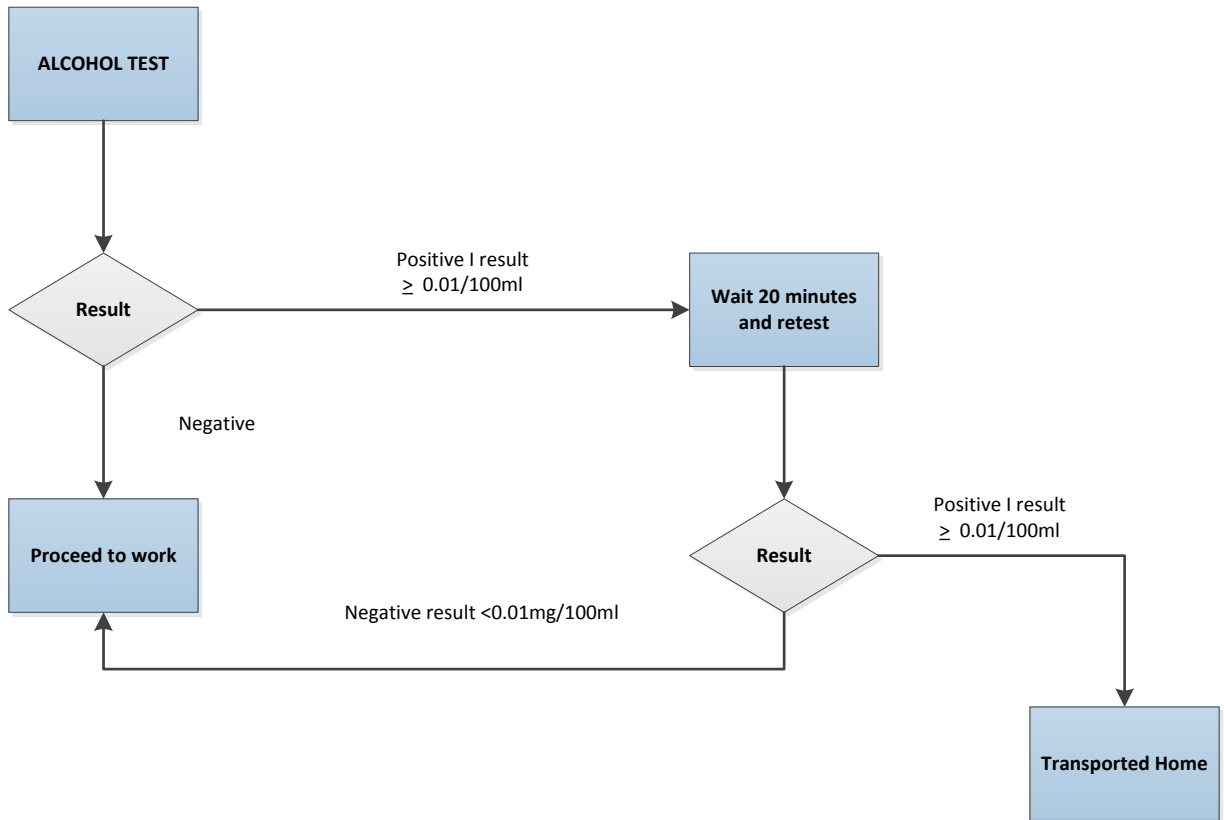 ALCOHOL TEST
Positive I result
≥ 0.01/100ml
Result
Wait 20 minutes
and retest
Negative
Positive I result
≥ 0.01/100ml
Proceed to work
Result
Negative result <0.01mg/100ml
Transported Home